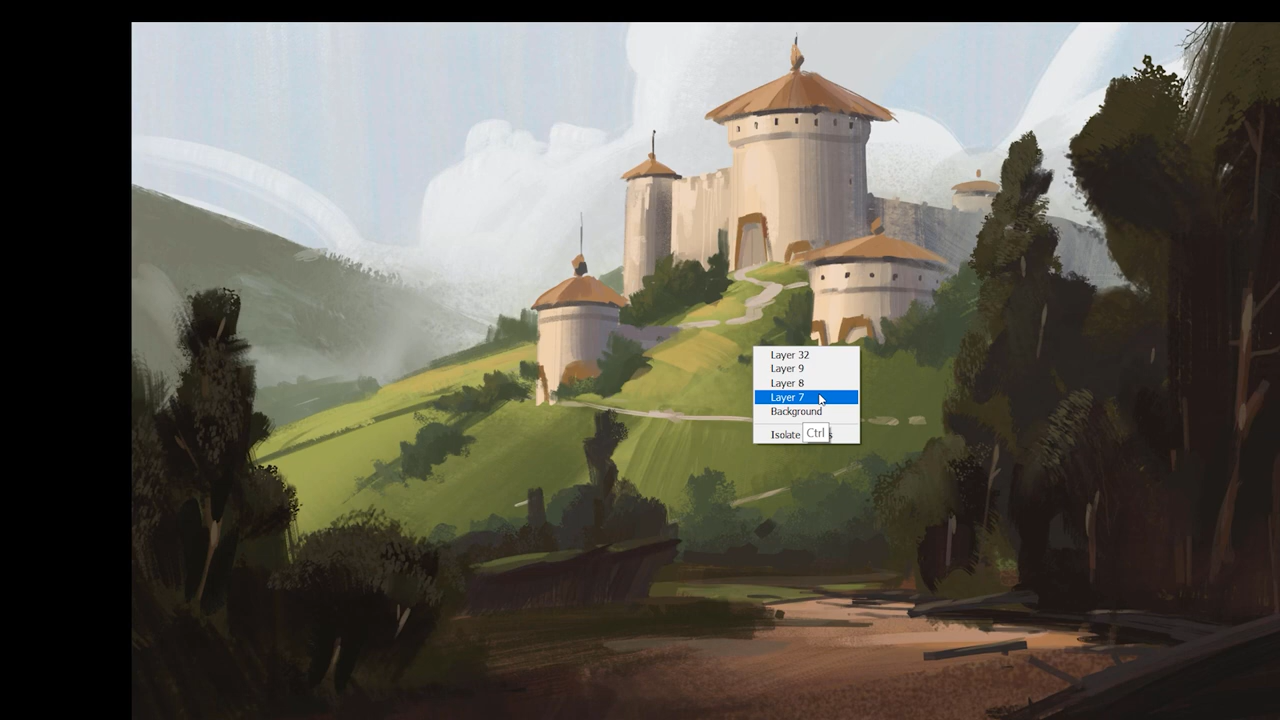 Layer 32
Layer 9
Layer 8
Layer 7
Background
Isolate
Ctrl